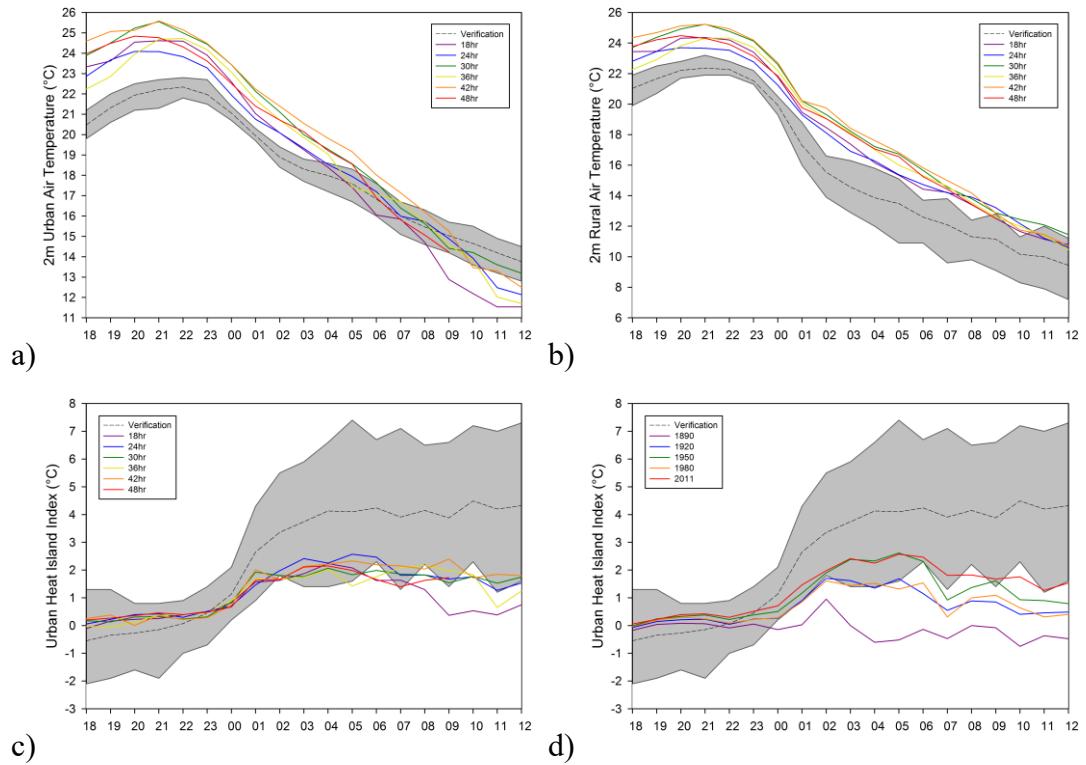 26
25
24
23
22
21
20
19
18
17
16
15
14
13
12
11
2m Urban Air Temperature (°C)
Verification
18hr
24hr
30hr
36hr
42hr
48hr
18 19 20 21 22 23 00 01 02 03 04 05 06 07 08 09 10 11 12
a)
26
24
22
20
18
16
14
12
10
8
6
2m Rural Air Temperature (°C)
Verification
18hr
24hr
30hr
36hr
42hr
48hr
18 19 20 21 22 23 00 01 02 03 04 05 06 07 08 09 10 11 12
b)
8
7
6
5
4
3
2
1
0
-1
-2
-3
Urban Heat Island Index (°C)
Verification
18hr
24hr
30hr
36hr
42hr
48hr
18 19 20 21 22 23 00 01 02 03 04 05 06 07 08 09 10 11 12
c)
8
7
6
5
4
3
2
1
0
-1
-2
-3
Urban Heat Island Index (°C)
Verification
1890
1920
1950
1980
2011
18 19 20 21 22 23 00 01 02 03 04 05 06 07 08 09 10 11 12
d)